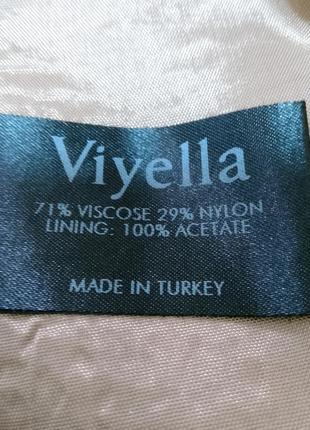 Viyella
71% VISCOSE 29% NYLON
LINING: 100% ACETATE
MADE IN TURKEY